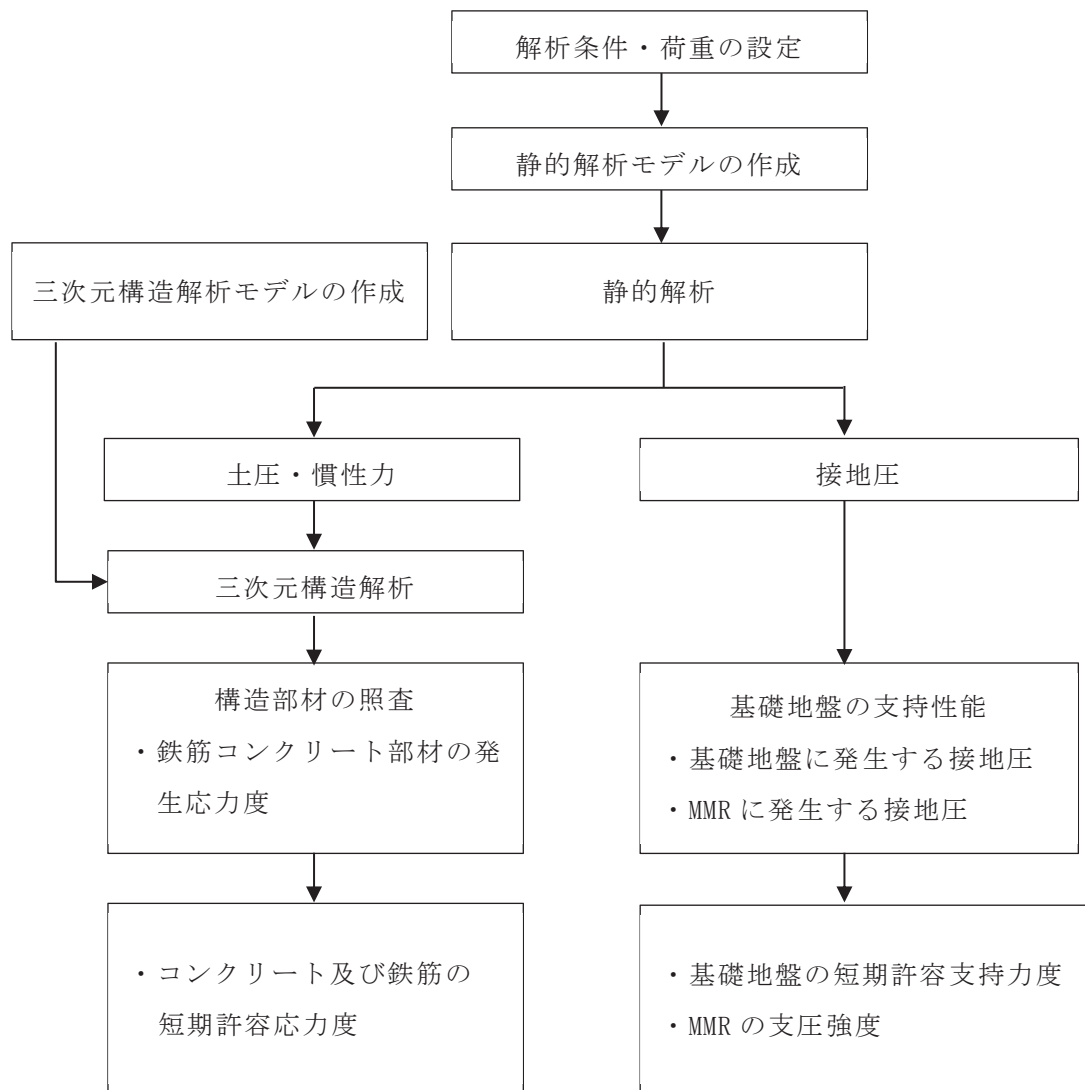 解析条件・荷重の設定
静的解析モデルの作成
三次元構造解析モデルの作成
静的解析
土圧・慣性力
接地圧
三次元構造解析
構造部材の照査
・鉄筋コンクリート部材の発
生応力度
基礎地盤の支持性能
・基礎地盤に発生する接地圧
・MMR に発生する接地圧
・コンクリート及び鉄筋の
短期許容応力度
・基礎地盤の短期許容支持力度
・MMR の支圧強度